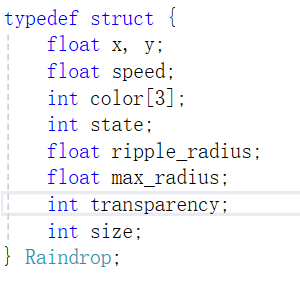 typedef struct {
    float x, y;
    float speed;
    int color[3];
    int state;
    float ripple_radius;
    float max_radius;
    int transparency;
    int size;
} Raindrop;